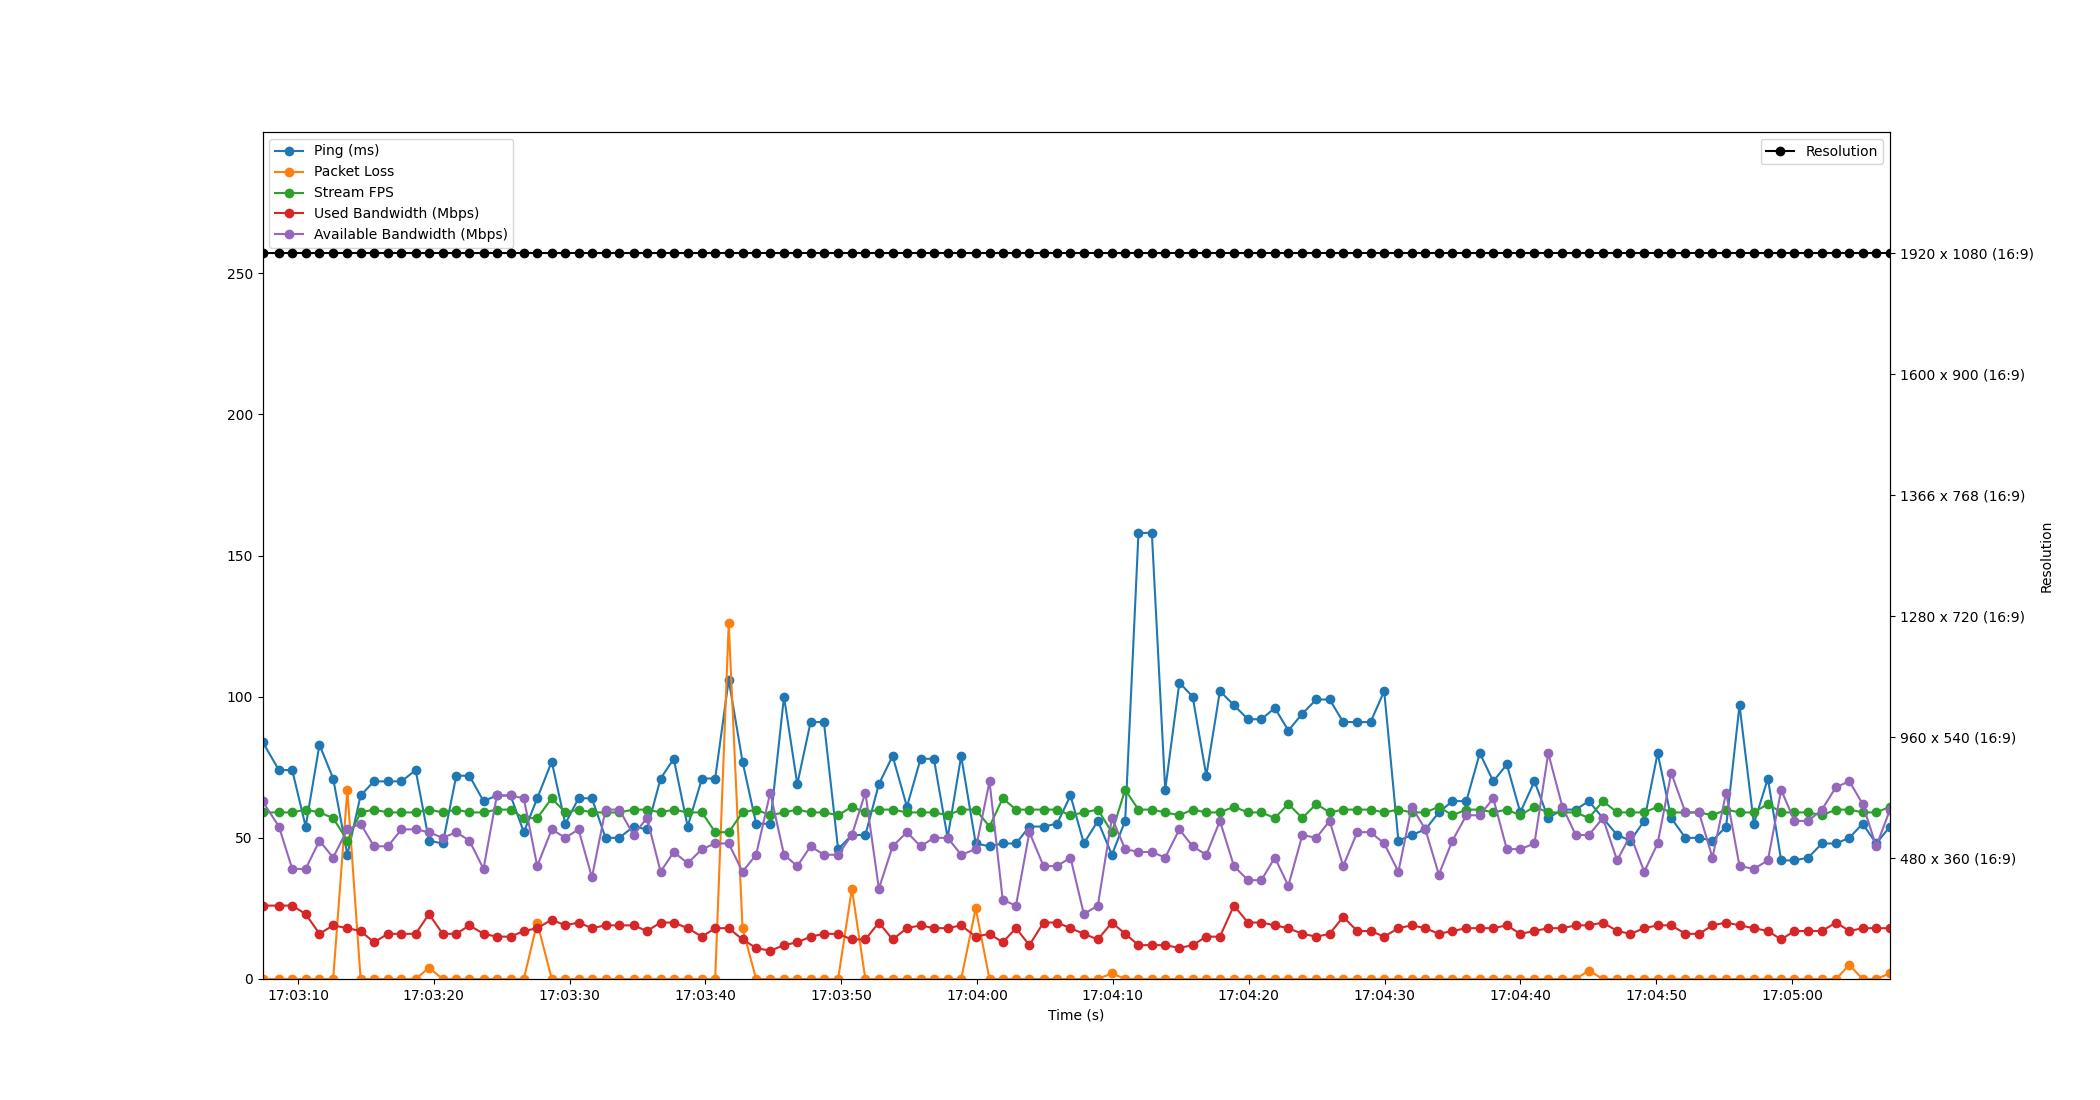 Ping (ms)
Packet Loss
Stream FPS
Used Bandwidth (Mbps)
Available Bandwidth (Mbps)
Resolution
250
200
150
100
50
0
1920 x 1080 (16:9)
1600 x 900 (16:9)
1366 x 768 (16:9)
1280 x 720 (16:9)
960 x 540 (16:9)
480 x 360 (16:9)
Resolution
17:03:10 17:03:20 17:03:30 17:03:40 17:03:50 17:04:00 17:04:10 17:04:20 17:04:30 17:04:40 17:04:50 17:05:00
Time (s)